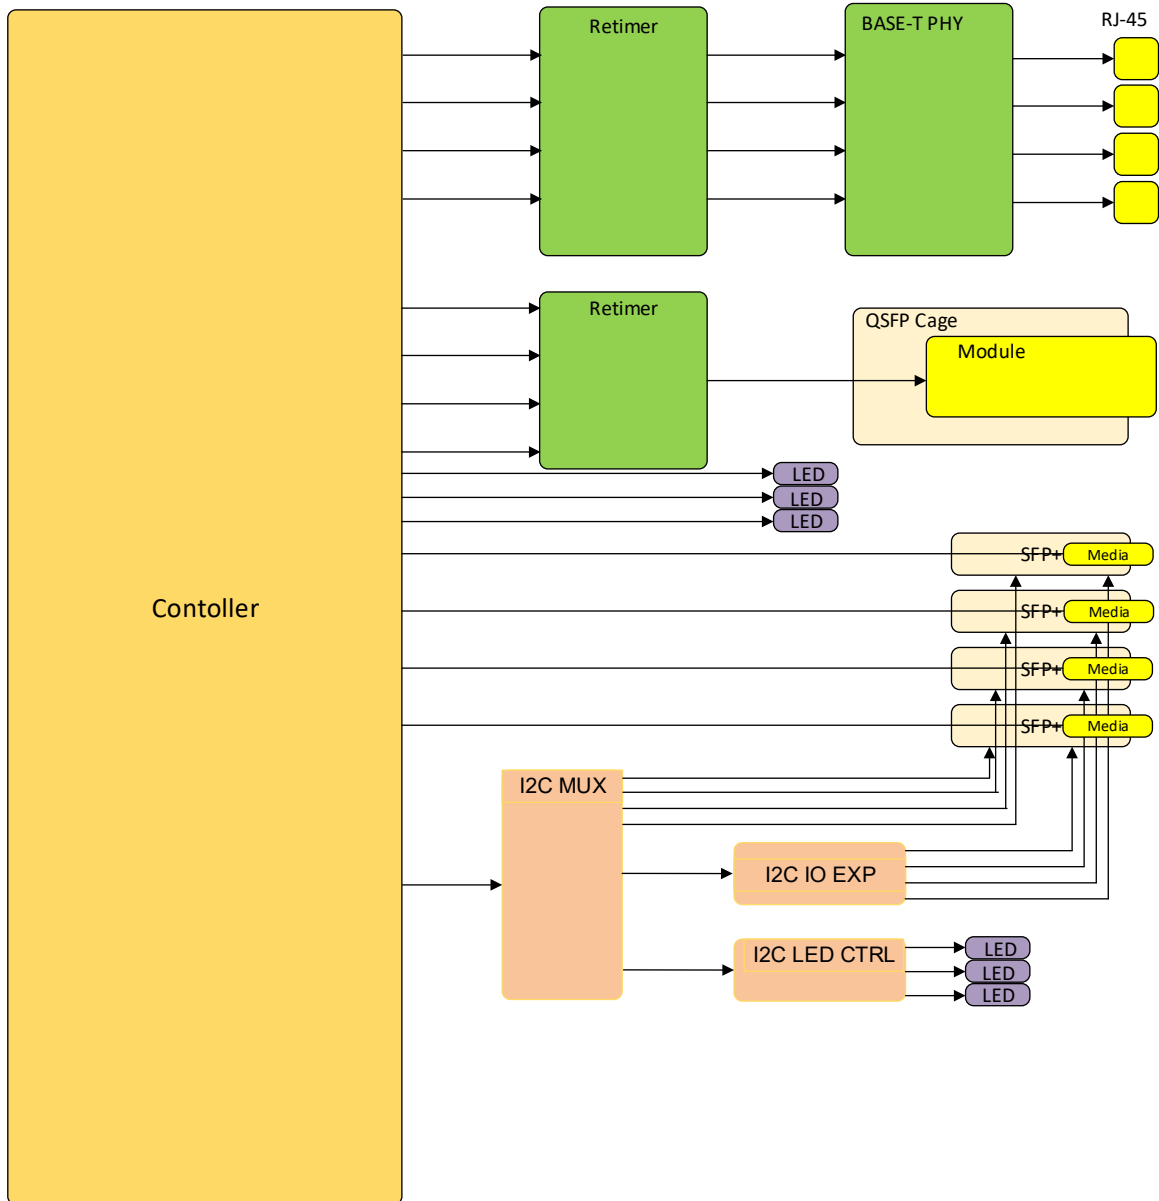 Retimer
BASE-T PHY
RJ-45
Retimer
QSFP Cage
Module
LED
LED
LED
SFP+
Media
Contoller
SFP+
Media
SFP+
Media
SFP+
Media
I2C MUX
I2C IO EXP
I2C LED CTRL
LED
LED
LED